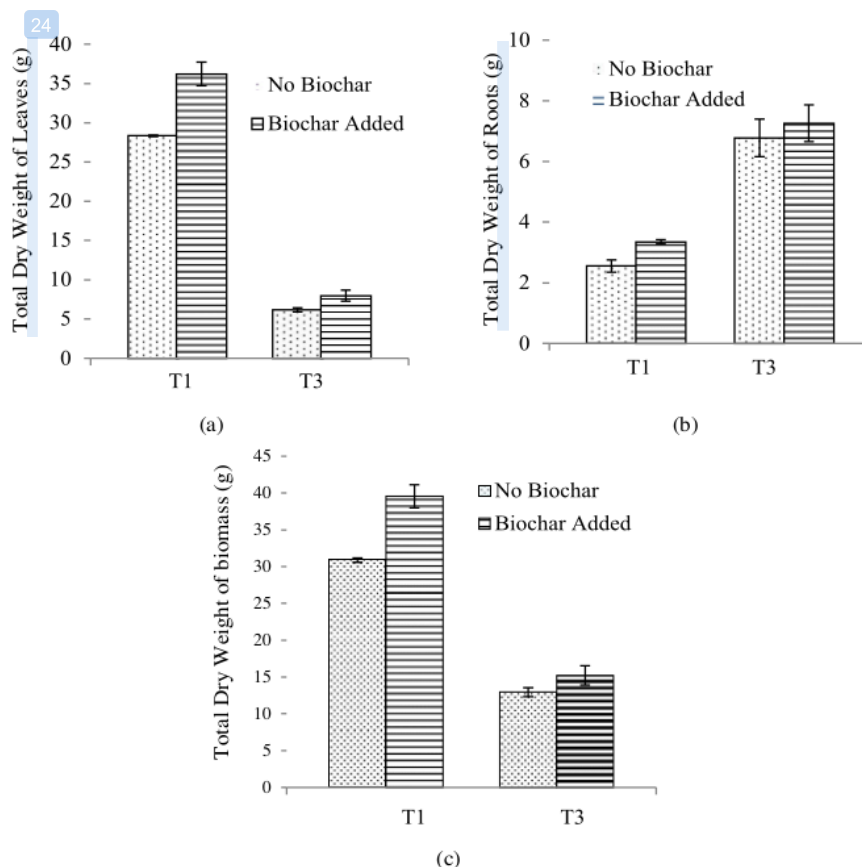 24
Total Dry Weight of Leaves (g)
40
35
30
25
20
15
10
5
0
No Biochar
Biochar Added
T1 T3
(a)
Total Dry Weight of Roots (g)
10
8
6
4
2
0
No Biochar
Biochar Added
T1 T3
(b)
Total Dry Weight of biomass (g)
45
40
35
30
25
20
15
10
5
0
No Biochar
Biochar Added
T1 T3
(c)